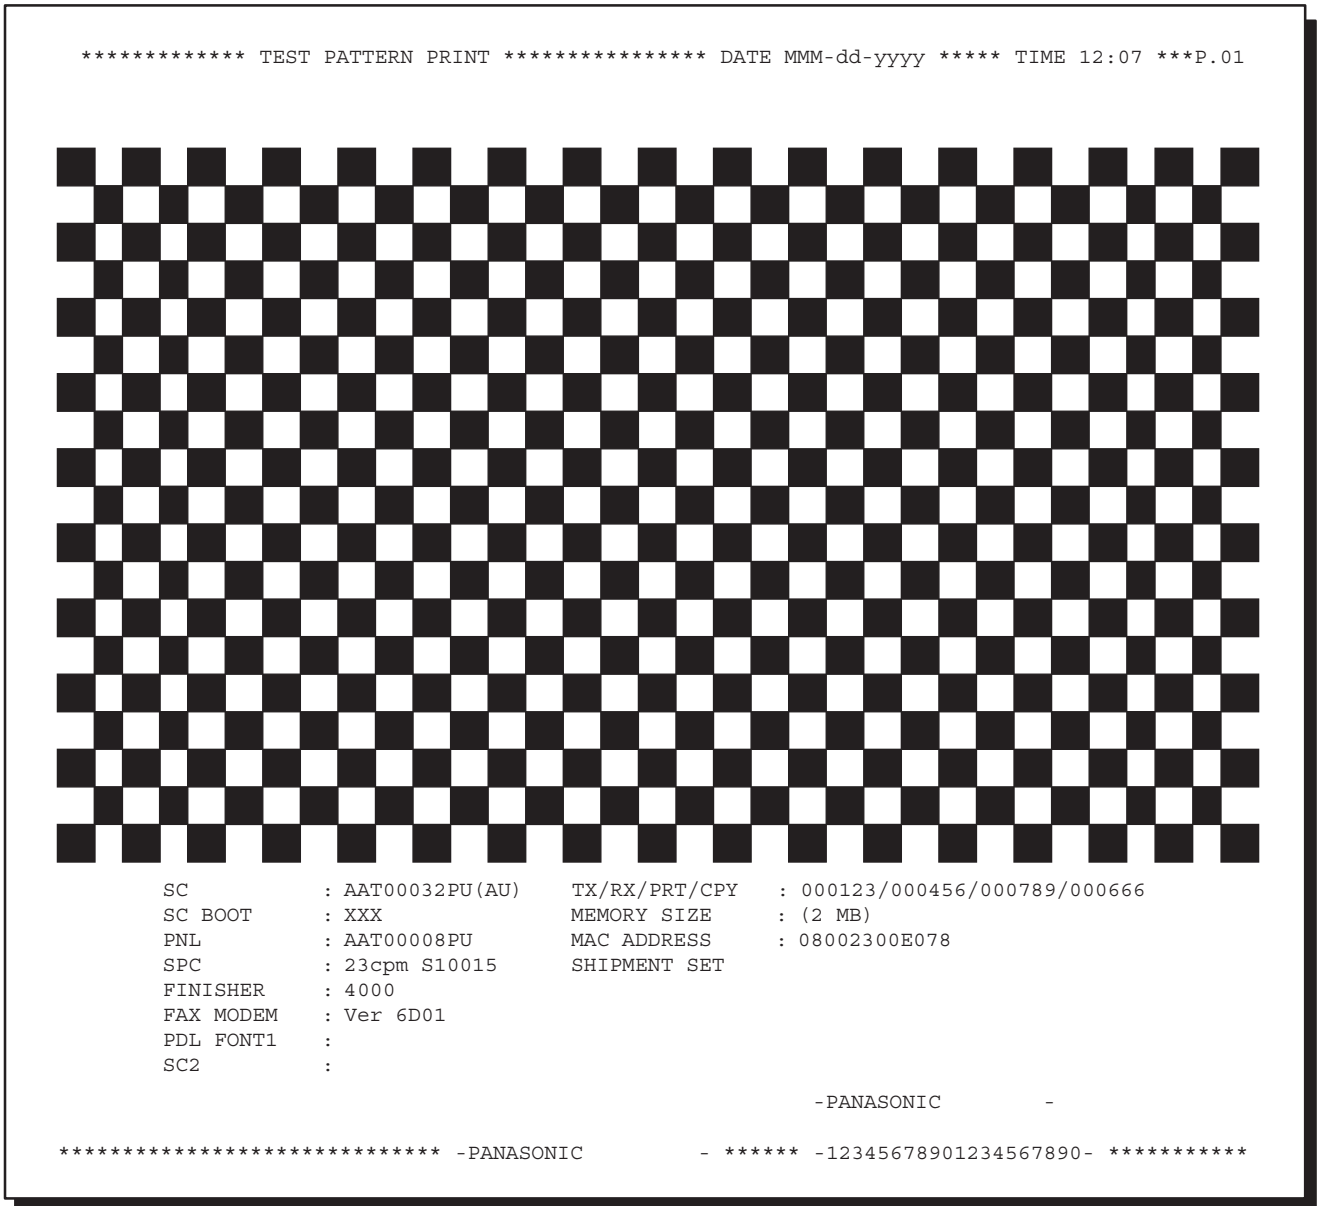 ************* TEST PATTERN PRINT **************** DATE MMM-dd-yyyy ***** TIME 12:07 ***P.01
SC : AAT00032PU(AU) TX/RX/PRT/CPY : 000123/000456/000789/000666
SC BOOT : XXX MEMORY SIZE : (2 MB)
PNL : AAT00008PU MAC ADDRESS : 08002300E078
SPC : 23cpm S10015 SHIPMENT SET
FINISHER : 4000
FAX MODEM : Ver 6D01
PDL FONT1 :
SC2 :
-PANASONIC -
****************************** -PANASONIC - ****** -12345678901234567890- ***********